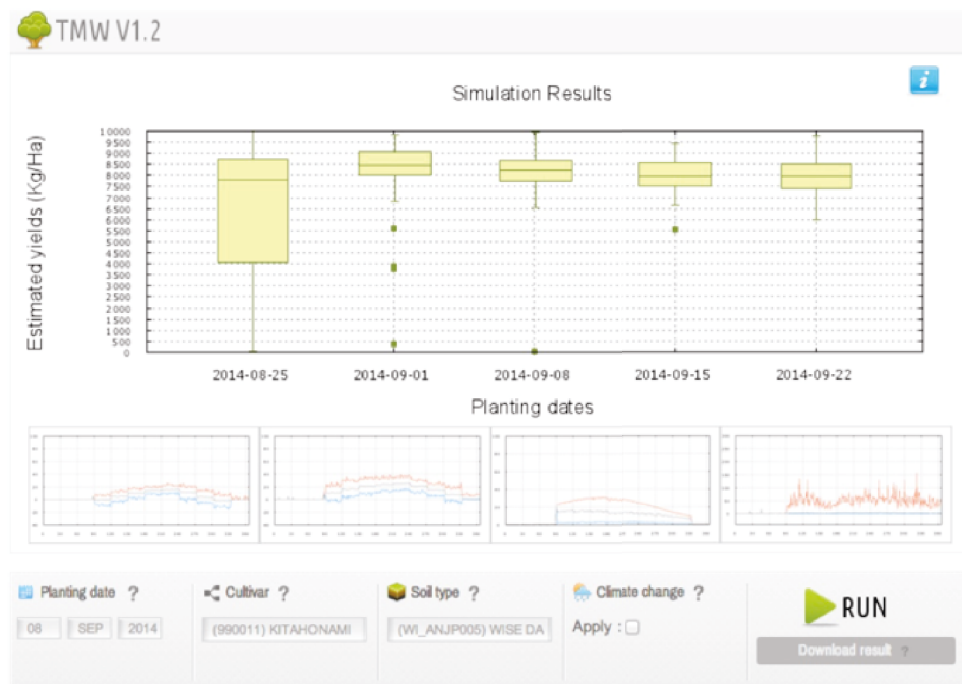 TMW V1.2
i
Simulation Results
Estimated yields (Kg/Ha)
10000
9500
9000
8500
8000
7500
7000
6500
6000
5500
5000
4500
4000
3500
3000
2500
2000
1500
1000
500
0
2014-08-25 2014-09-01 2014-09-08 2014-09-15 2014-09-22
Planting dates
Planting date ? Cultivar ? Soil type ? Climate change ?
RUN
08 SEP 2014 (990011) KITAHONAMI (WI_ANJP005) WISE DA Apply :
Download result ?